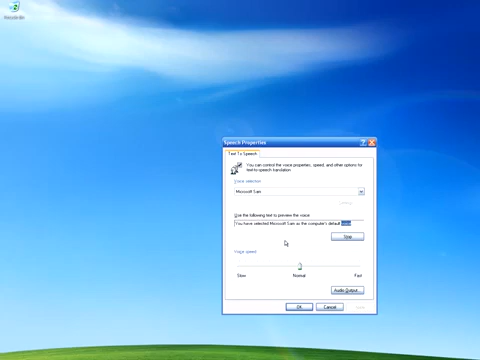 Recycle Bin
Speech Properties
Text To Speech
You can control the voice properties, speed, and other options for
text-to-speech translation
Voice selection
Microsoft Sam
Use the following text to preview the voice
You have selected Microsoft Sam as the computer's default voice
Stop
Voice speed
Slow
Normal
Fast
Audio Output...
OK
Cancel